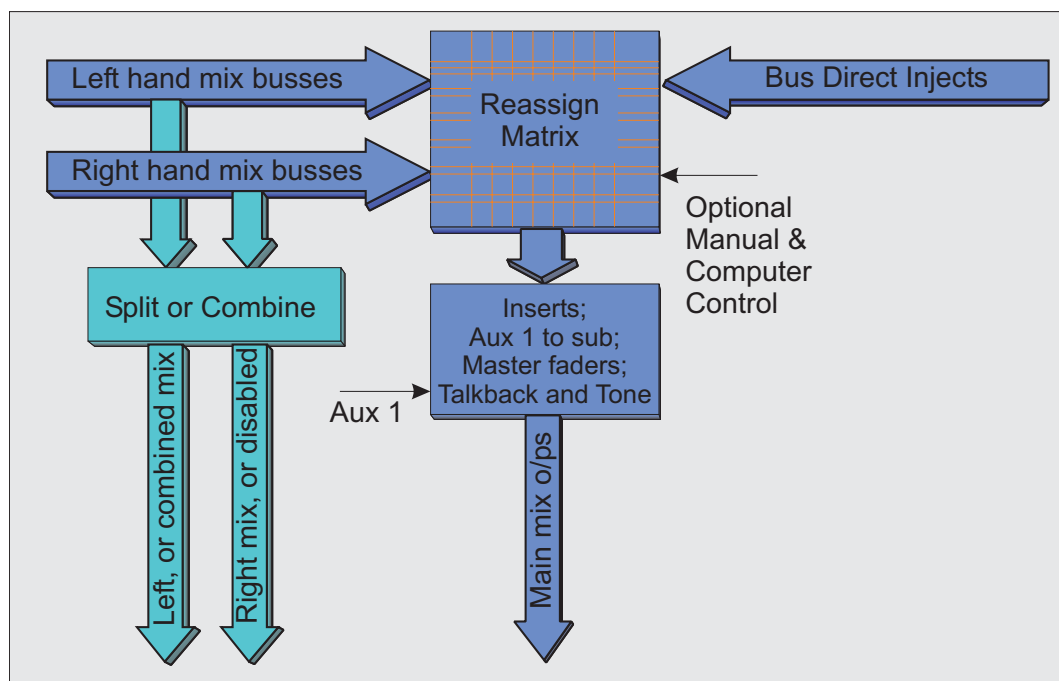 Left hand mix busses
Bus Direct Injects
Reassign
Matrix
Right hand mix busses
Optional
Manual &
Computer
Control
Split or Combine
Inserts;
Aux 1 to sub;
Master faders;
Talkback and Tone
Aux 1
Left, or combined mix
Right mix, or disabled
Main mix o/ps